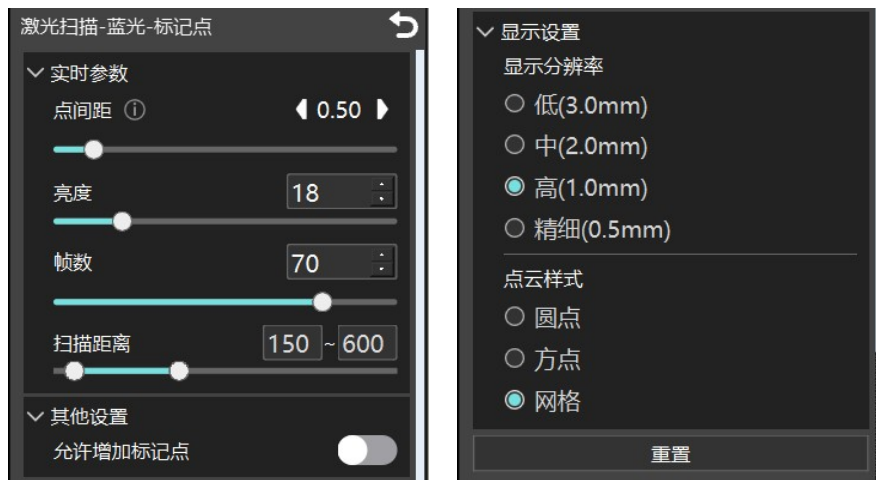 激光扫描-蓝光-标记点
实时参数
点间距 0.50
亮度 18
帧数 70
扫描距离 150 ~ 600
其他设置
允许增加标记点
显示设置
显示分辨率
低(3.0mm)
中(2.0mm)
高(1.0mm)
精细(0.5mm)
点云样式
圆点
方点
网格
重置